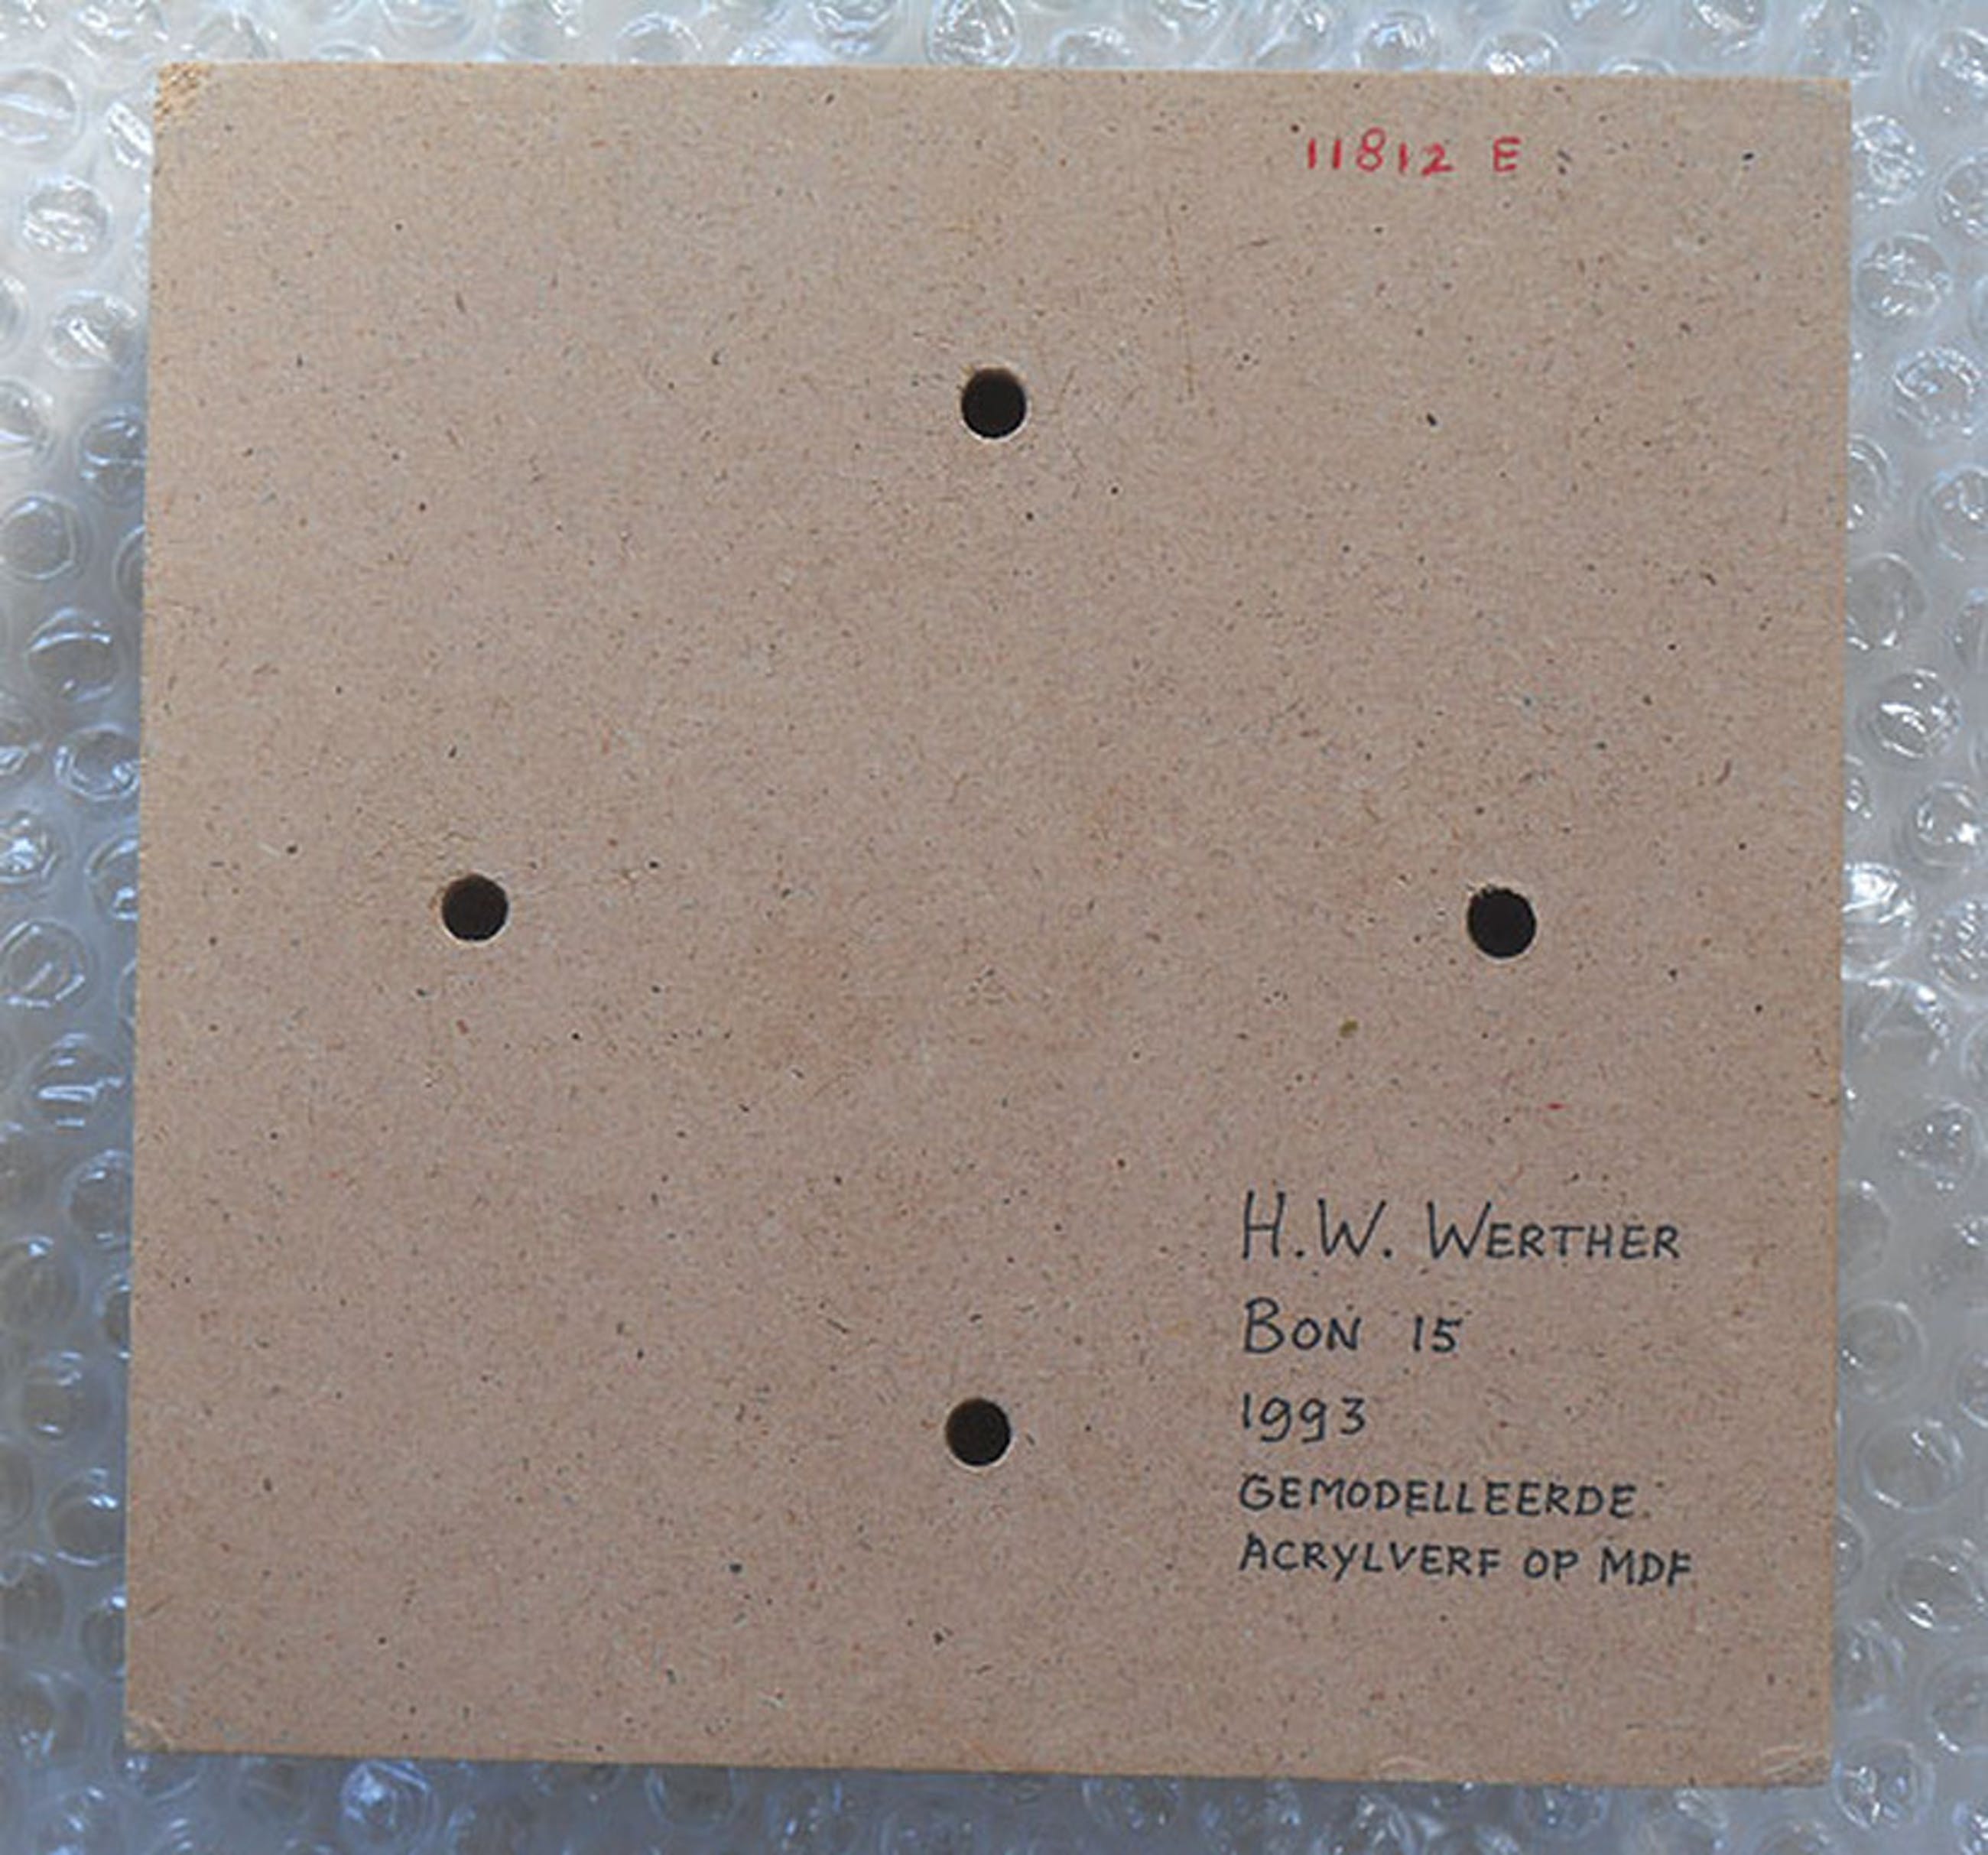 11812 E
H.W. WERTHER
BON 15
1993
GEMODELLEERDE
ACRYLVERF OP MDF